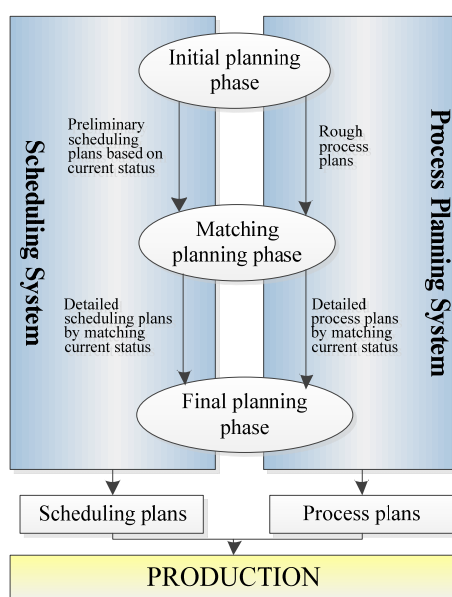 Initial planning
phase
Preliminary
scheduling
plans based on
current status
Rough
process
plans
Scheduling System
Process Planning System
Matching
planning phase
Detailed
scheduling plans
by matching
current status
Detailed
process plans
by matching
current status
Final planning
phase
Scheduling plans
Process plans
PRODUCTION